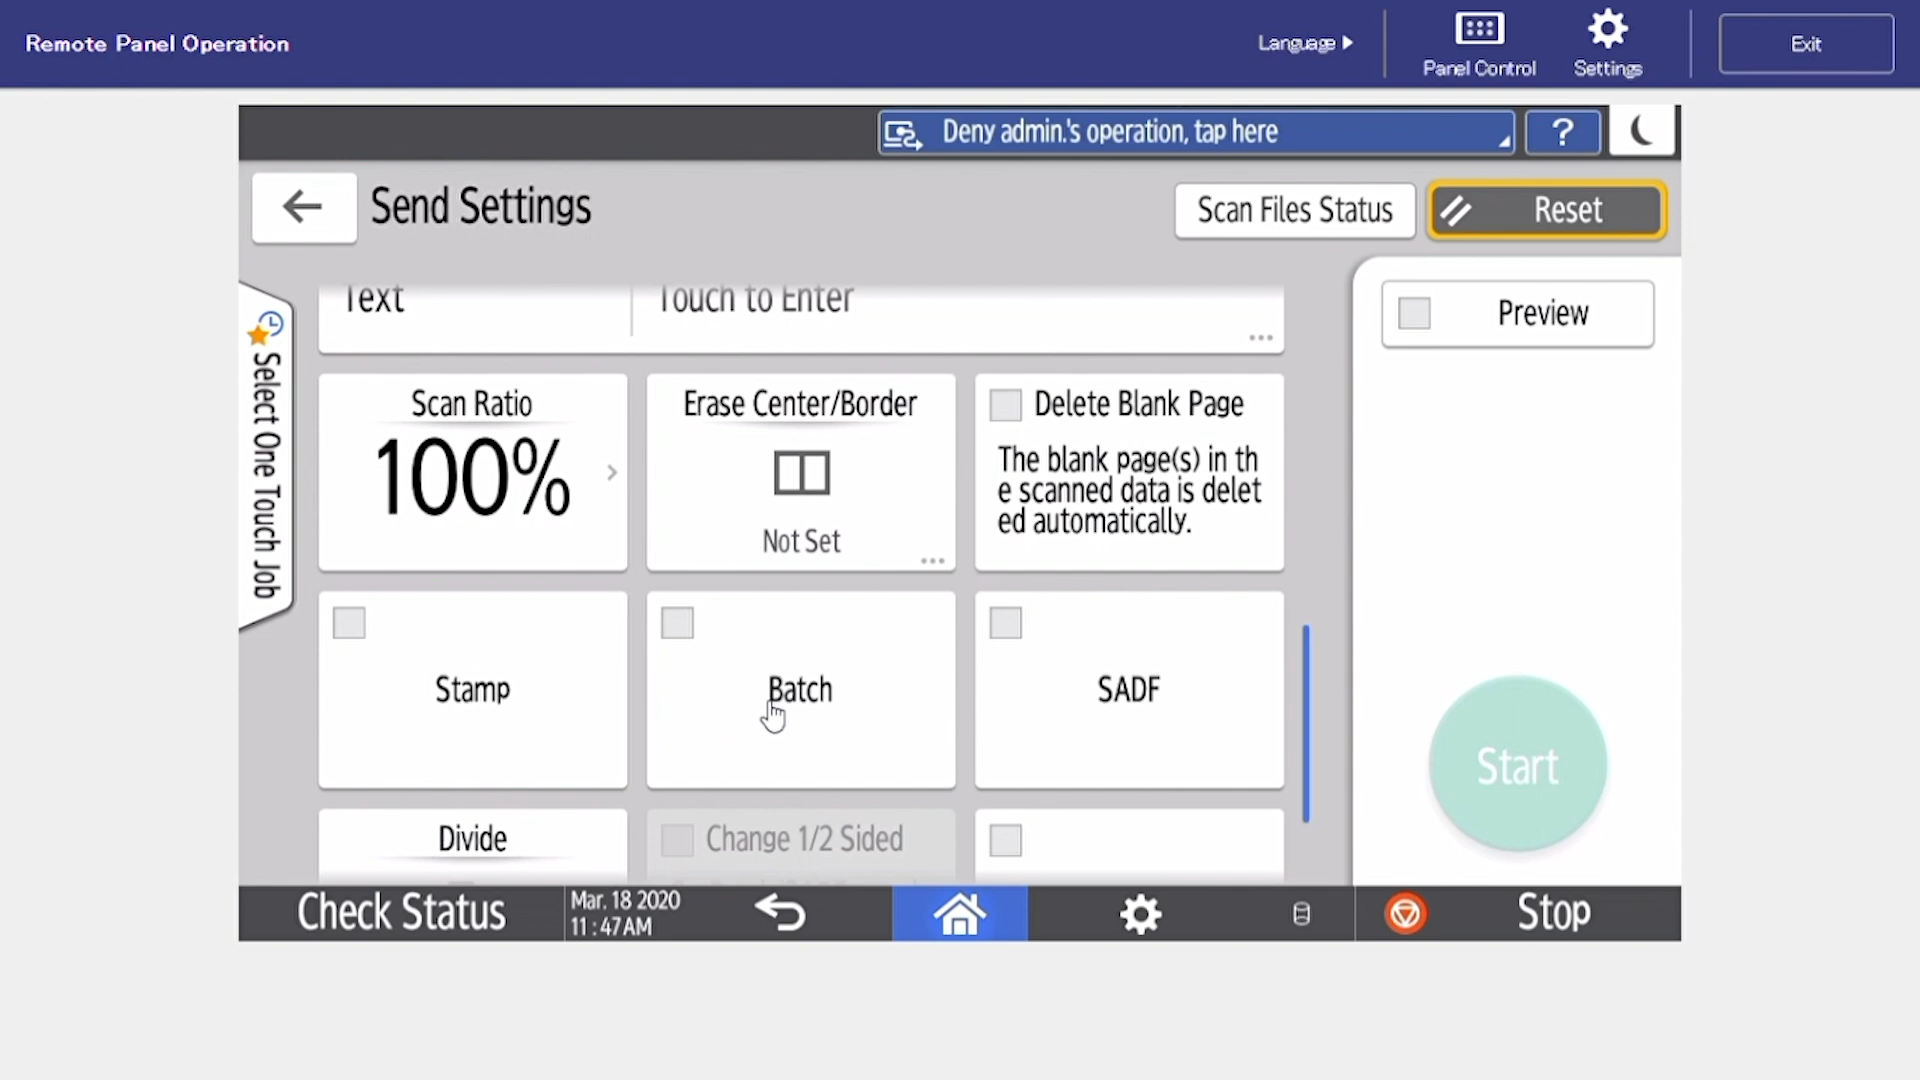 Remote Panel Operation
Language
Panel Control
Settings
Exit
Deny admin.'s operation, tap here
?
Send Settings
Scan Files Status
Reset
Select One Touch Job
Text
Touch to Enter
Preview
Scan Ratio
100%
Erase Center/Border
Not Set
Delete Blank Page
The blank page(s) in th
e scanned data is delet
ed automatically.
Stamp
Batch
SADF
Start
Divide
Change 1/2 Sided
Check Status
Mar. 18 2020
11:47AM
Stop